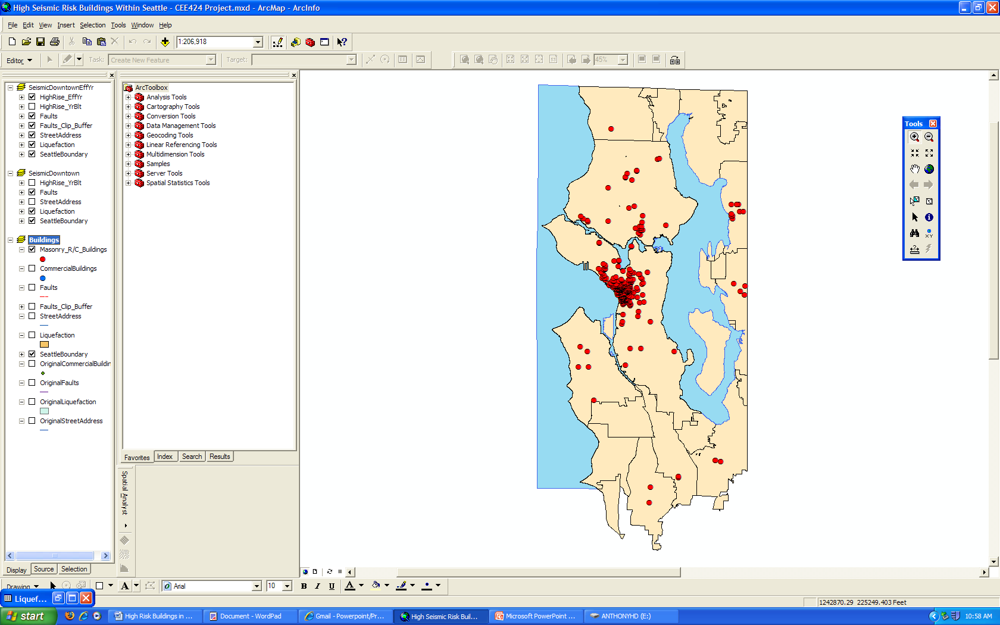 High Seismic Risk Buildings Within Seattle - CEE424 Project.mxd - ArcMap - ArcInfo
File Edit View Insert Selection Tools Window Help
1:206,918
Editor Task: Create New Feature Target: 45%
SeismicDowntownEffYr
HighRise_EffYr
HighRise_YrBlt
Faults
Faults_Clip_Buffer
StreetAddress
Liquefaction
SeattleBoundary
SeismicDowntown
HighRise_YrBlt
Faults
StreetAddress
Liquefaction
SeattleBoundary
Buildings
Masonry_R/C_Buildings
CommercialBuildings
Faults
Faults_Clip_Buffer
StreetAddress
Liquefaction
SeattleBoundary
OriginalCommercialBuildin
OriginalFaults
OriginalLiquefaction
OriginalStreetAddress
Display Source Selection
ArcToolbox
Analysis Tools
Cartography Tools
Conversion Tools
Data Management Tools
Geocoding Tools
Linear Referencing Tools
Multidimension Tools
Samples
Server Tools
Spatial Statistics Tools
Favorites Index Search Results
Spatial Analyst
Tools
XY
Drawing A Arial 10 B I U A
Liquef...
1242870.29 225249.403 Feet
start High Risk Buildings in ... Document - WordPad Gmail - Powerpoint/Pr... High Seismic Risk Buil... Microsoft PowerPoint ... ANTHONYHD (E:) 10:58 AM